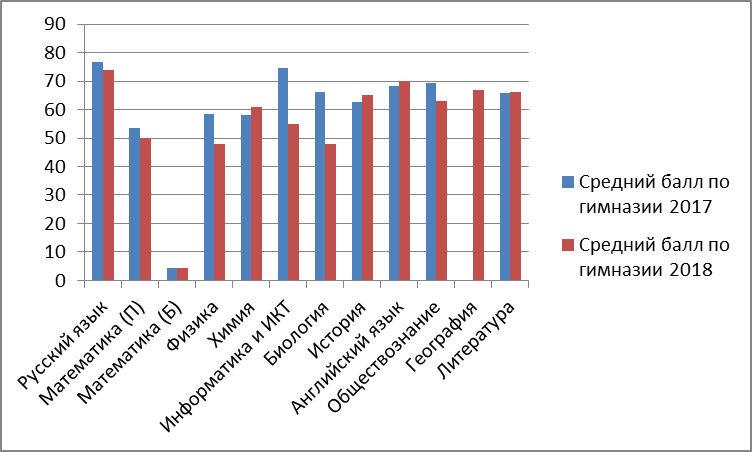 90
80
70
60
50
40
30
20
10
0
Русский язык
Математика (П)
Математика (Б)
Физика
Химия
Информатика и ИКТ
Биология
История
Английский язык
Обществознание
География
Литература
Средний балл по
гимназии 2017
Средний балл по
гимназии 2018